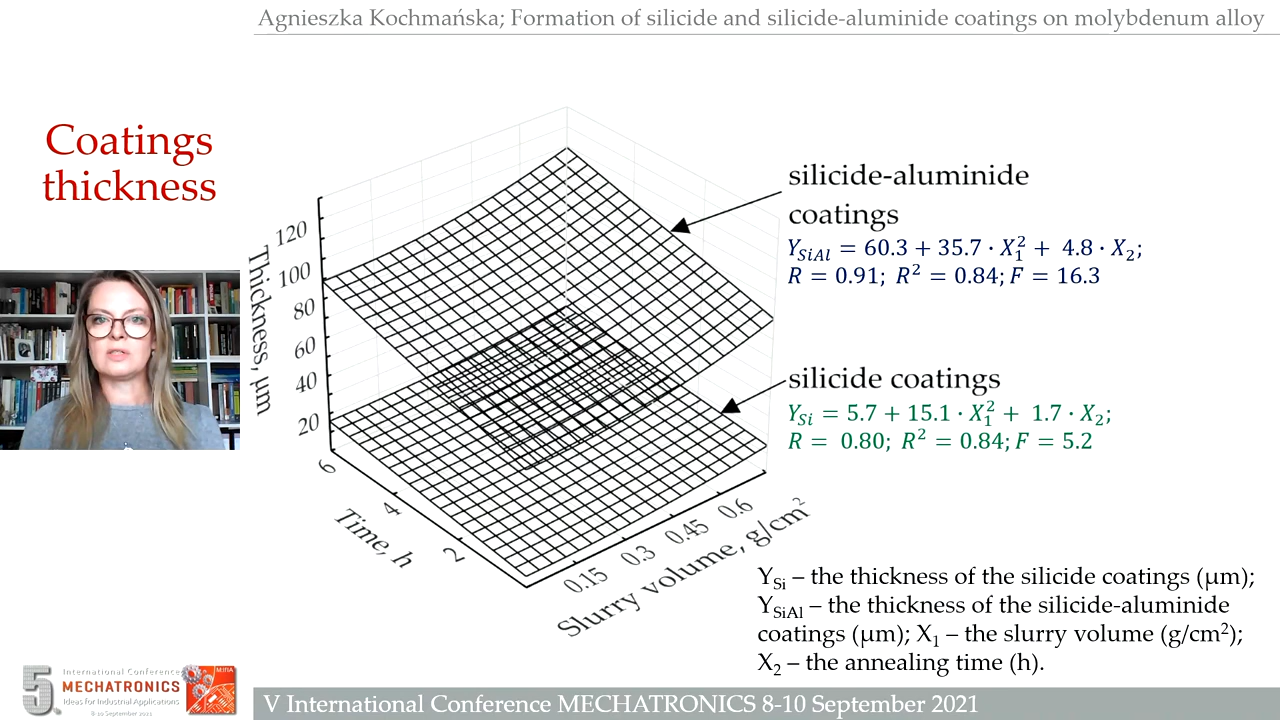 Agnieszka Kochmańska; Formation of silicide and silicide-aluminide coatings on molybdenum alloy
Coatings
thickness
silicide-aluminide
coatings
Y_SiAl = 60.3 + 35.7 · X₁² + 4.8 · X₂;
R = 0.91; R² = 0.84; F = 16.3
silicide coatings
Y_Si = 5.7 + 15.1 · X₁² + 1.7 · X₂;
R = 0.80; R² = 0.84; F = 5.2
Thickness, μm
120
100
80
60
40
20
6
4
2
Time, h
0.15
0.3
0.45
0.6
Slurry volume, g/cm²
Y_Si – the thickness of the silicide coatings (μm);
Y_SiAl – the thickness of the silicide-aluminide
coatings (μm); X₁ – the slurry volume (g/cm²);
X₂ – the annealing time (h).
5
International Conference
MECHATRONICS
Ideas for Industrial Applications
8-10 September 2021
V International Conference MECHATRONICS 8-10 September 2021